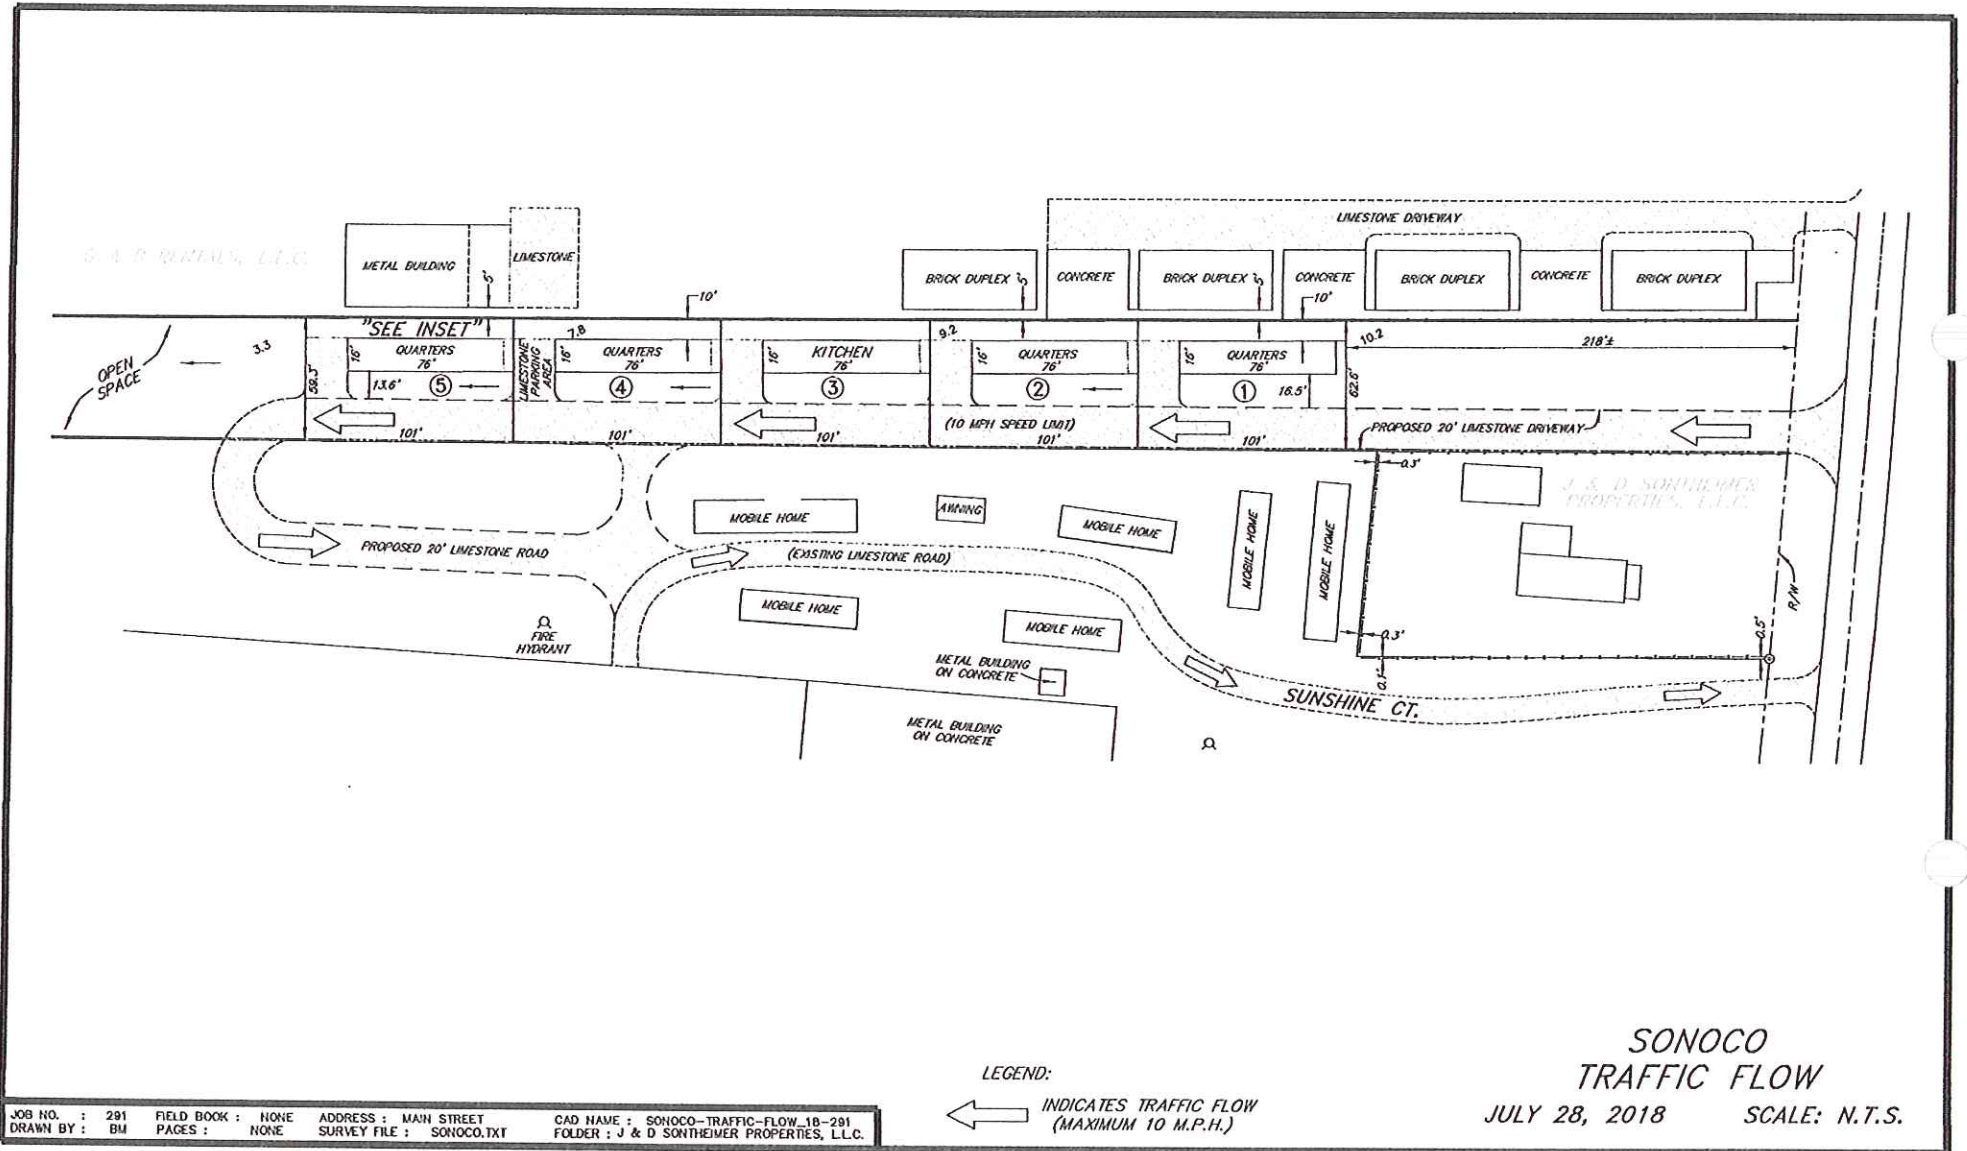 LIMESTONE DRIVEWAY
G & R RENTALS, L.L.C.
METAL BUILDING
5'
LIMESTONE
BRICK DUPLEX
5'
CONCRETE
BRICK DUPLEX
5'
CONCRETE
BRICK DUPLEX
CONCRETE
BRICK DUPLEX
10'
10'
"SEE INSET"
7.8
9.2
10.2
218'±
3.3
OPEN
SPACE
59.3'
16'
QUARTERS
76'
13.6'
5
LIMESTONE
PARKING
AREA
16'
QUARTERS
76'
4
16'
KITCHEN
76'
3
16'
QUARTERS
76'
2
16'
QUARTERS
76'
1
16.5'
62.6'
101'
101'
101'
(10 MPH SPEED LIMIT)
101'
101'
PROPOSED 20' LIMESTONE DRIVEWAY
0.3'
J & D SONTHEIMER
PROPERTIES, L.L.C.
MOBILE HOME
AWNING
MOBILE HOME
MOBILE HOME
MOBILE HOME
PROPOSED 20' LIMESTONE ROAD
(EXISTING LIMESTONE ROAD)
R/W
MOBILE HOME
MOBILE HOME
0.3'
0.5'
0.1'
FIRE
HYDRANT
METAL BUILDING
ON CONCRETE
SUNSHINE CT.
METAL BUILDING
ON CONCRETE
SONOCO
TRAFFIC FLOW
JULY 28, 2018 SCALE: N.T.S.
LEGEND:
INDICATES TRAFFIC FLOW
(MAXIMUM 10 M.P.H.)
JOB NO. : 291 FIELD BOOK : NONE ADDRESS : MAIN STREET CAD NAME : SONOCO-TRAFFIC-FLOW_18-291
DRAWN BY : BM PAGES : NONE SURVEY FILE : SONOCO.TXT FOLDER : J & D SONTHEIMER PROPERTIES, L.L.C.